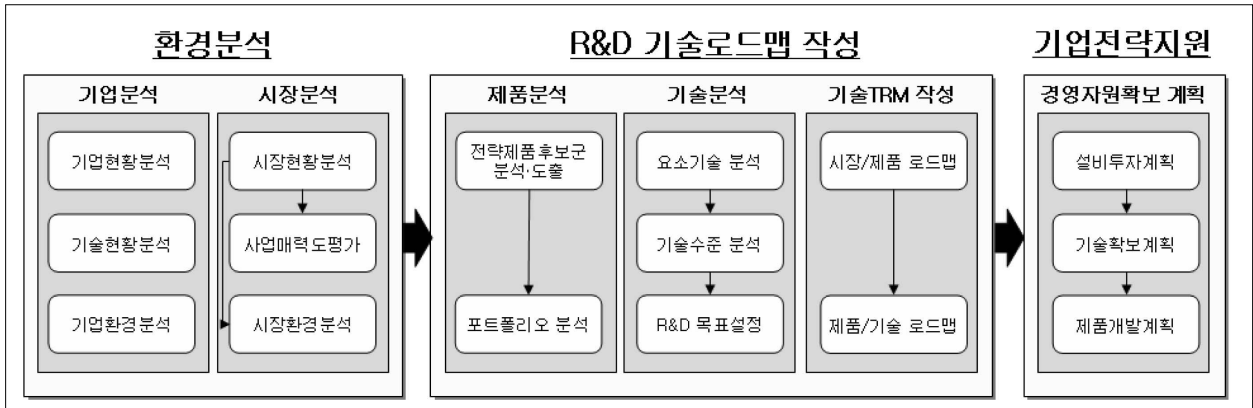 환경분석
기업분석
기업현황분석
기술현황분석
기업환경분석
시장분석
시장현황분석
사업매력도평가
시장환경분석
R&D 기술로드맵 작성
제품분석
전략제품후보군
분석·도출
포트폴리오 분석
기술분석
요소기술 분석
기술수준 분석
R&D 목표설정
기술TRM 작성
시장/제품 로드맵
제품/기술 로드맵
기업전략지원
경영자원확보 계획
설비투자계획
기술확보계획
제품개발계획